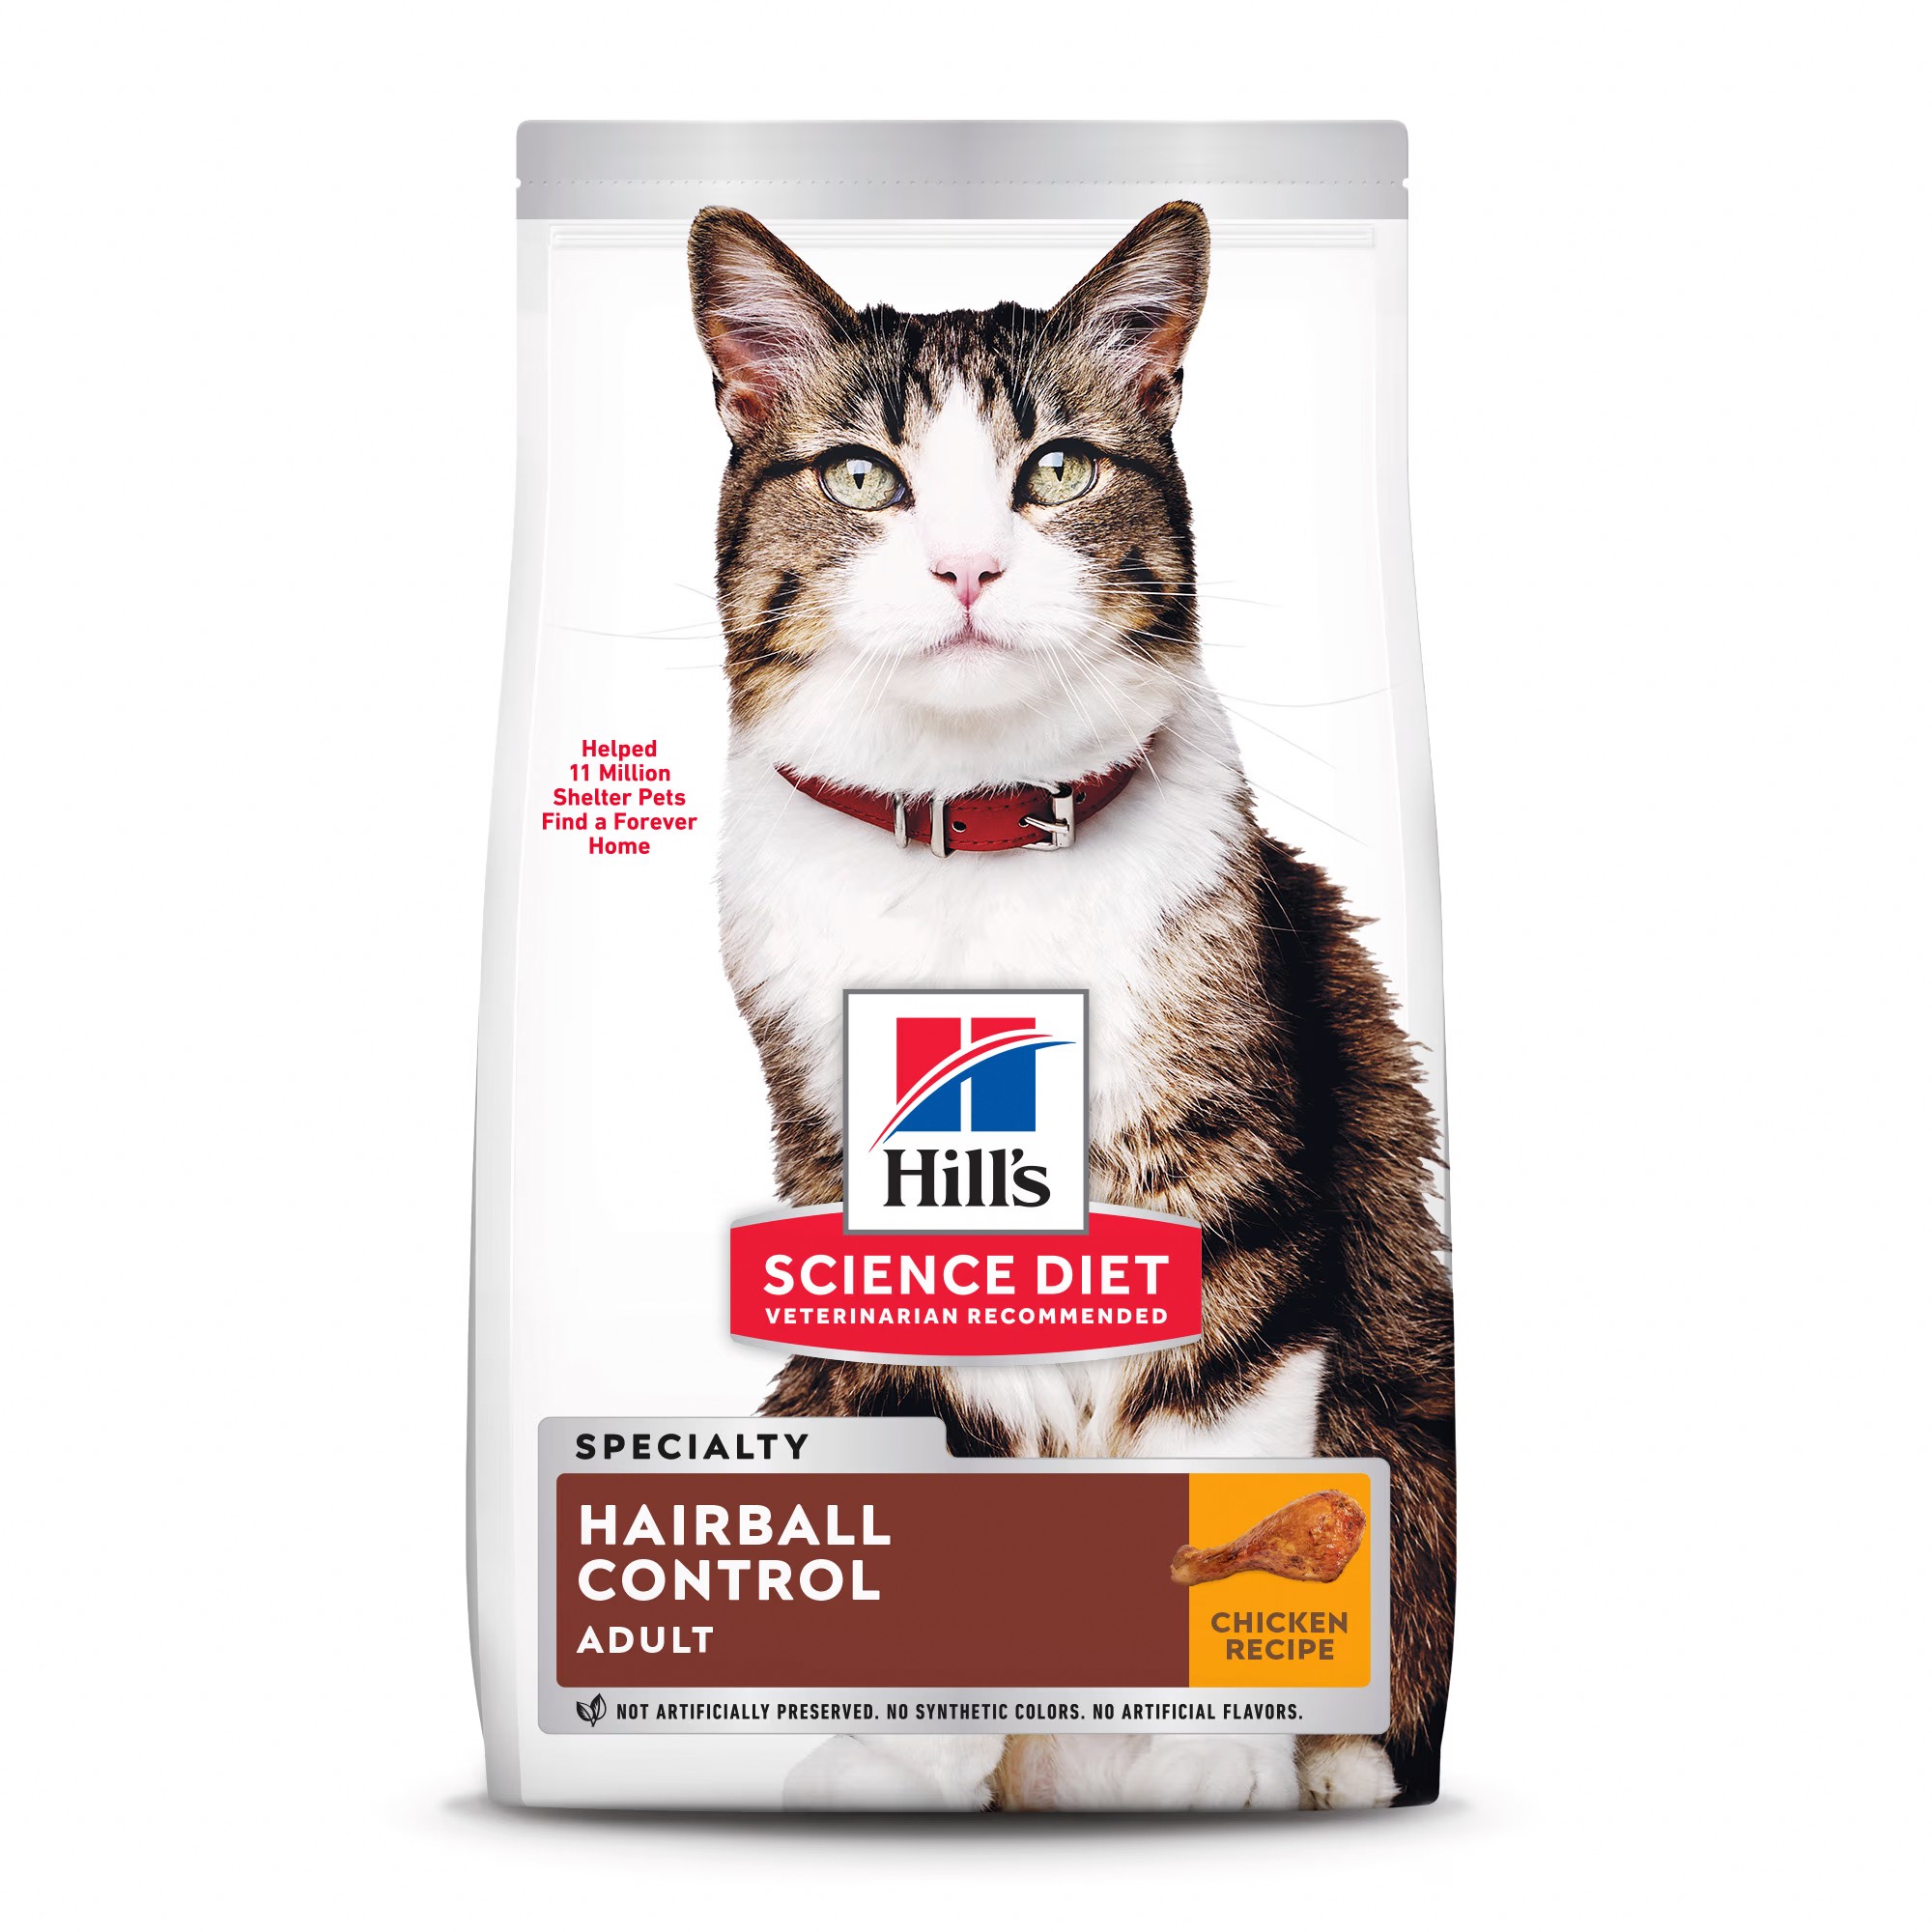 Helped
11 Million
Shelter Pets
Find a Forever
Home
Hill's
SCIENCE DIET
VETERINARIAN RECOMMENDED
SPECIALTY
HAIRBALL
CONTROL
ADULT
CHICKEN
RECIPE
NOT ARTIFICIALLY PRESERVED. NO SYNTHETIC COLORS. NO ARTIFICIAL FLAVORS.